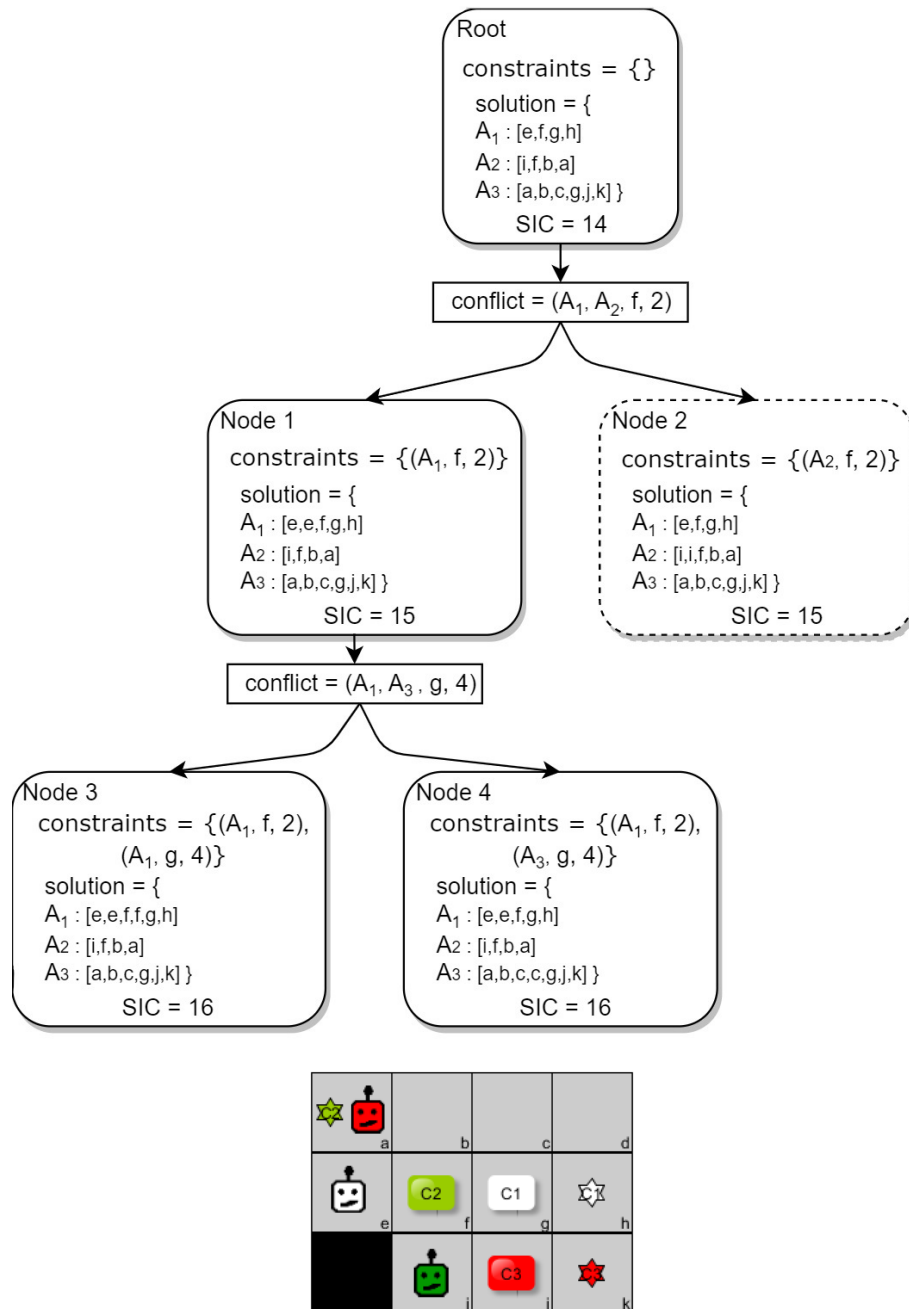 Root
constraints = {}
solution = {
A₁ : [e,f,g,h]
A2 : [i,f,b,a]
A3 : [a,b,c,g,j,k] }
SIC = 14
conflict = (A₁, A₂, f, 2)
Node 1
constraints = {(A₁, f, 2)}
solution = {
A₁ : [e,e,f,g,h]
A2 : [i,f,b,a]
A3 : [a,b,c,g,j,k] }
SIC = 15
Node 2
constraints = {(A2, f, 2)}
solution = {
A₁ : [e,f,g,h]
A2 : [i,i,f,b,a]
A3 : [a,b,c,g,j,k] }
SIC = 15
conflict = (A₁, A₃ , g, 4)
Node 3
constraints = {(A₁, f, 2),
(A₁, g, 4)}
solution = {
A₁ : [e,e,f,f,g,h]
A2 : [i,f,b,a]
A3 : [a,b,c,g,j,k] }
SIC = 16
Node 4
constraints = {(A₁, f, 2),
(A₃, g, 4)}
solution = {
A₁ : [e,e,f,g,h]
A2 : [i,f,b,a]
A3 : [a,b,c,c,g,j,k] }
SIC = 16
C2 a b c d
e C2 f C1 g C1 h
i C3 j C3 k